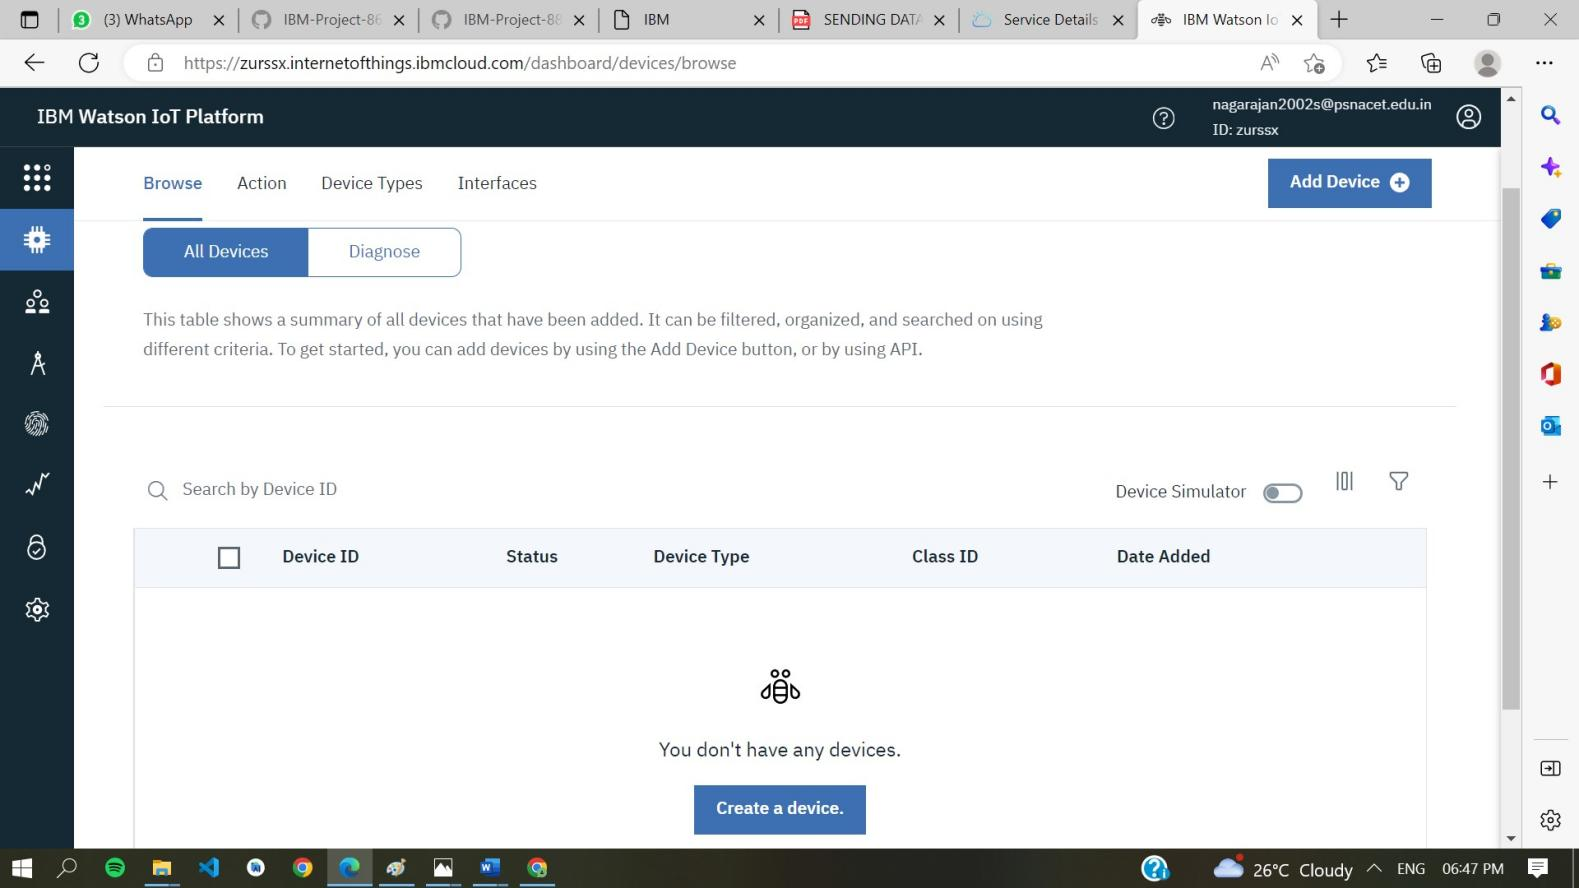 (3) WhatsApp
IBM-Project-86
IBM-Project-88
IBM
SENDING DATA
Service Details
IBM Watson Io
https://zurssx.internetofthings.ibmcloud.com/dashboard/devices/browse
IBM Watson IoT Platform
nagarajan2002s@psnacet.edu.in
ID: zurssx
Browse
Action
Device Types
Interfaces
Add Device
All Devices
Diagnose
This table shows a summary of all devices that have been added. It can be filtered, organized, and searched on using
different criteria. To get started, you can add devices by using the Add Device button, or by using API.
Search by Device ID
Device Simulator
Device ID
Status
Device Type
Class ID
Date Added
You don't have any devices.
Create a device.
26°C Cloudy
ENG
06:47 PM